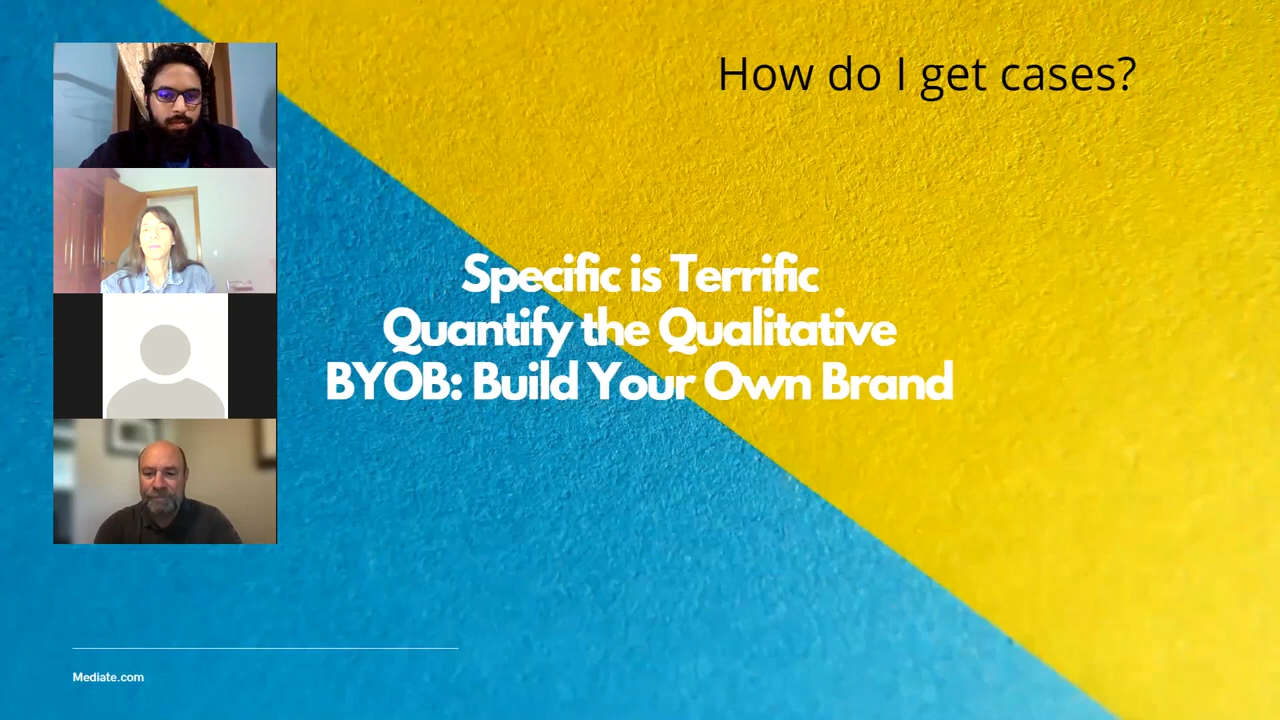 How do I get cases?
Specific is Terrific
Quantify the Qualitative
BYOB: Build Your Own Brand
Mediate.com